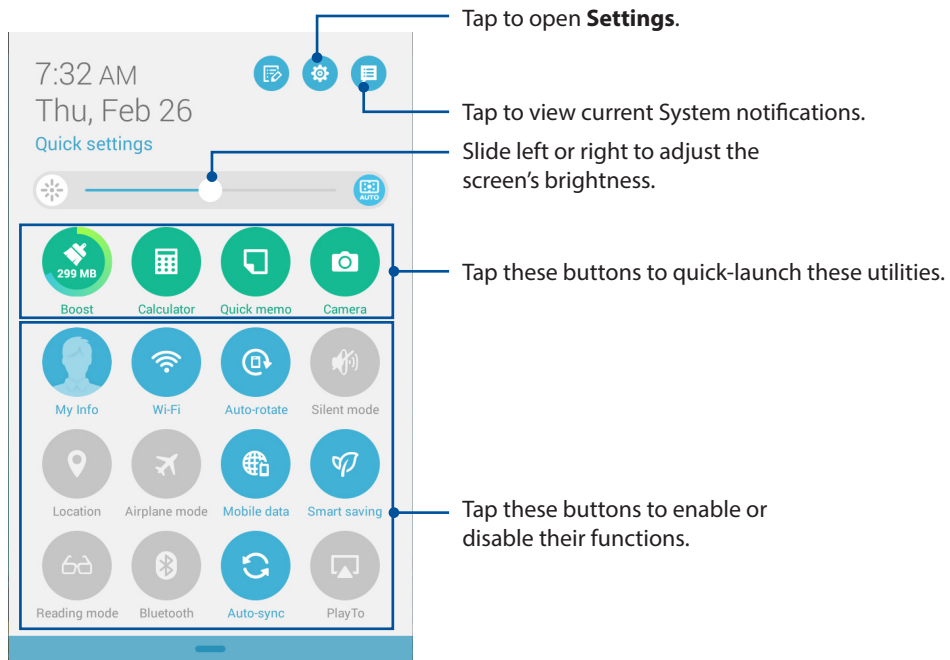 Tap to open Settings.
7:32 AM
Thu, Feb 26
Quick settings
Tap to view current System notifications.
Slide left or right to adjust the
screen's brightness.
AUTO
299 MB
Boost
Calculator
Quick memo
Camera
Tap these buttons to quick-launch these utilities.
My Info
Wi-Fi
Auto-rotate
Silent mode
Location
Airplane mode
Mobile data
Smart saving
Tap these buttons to enable or
disable their functions.
Reading mode
Bluetooth
Auto-sync
PlayTo